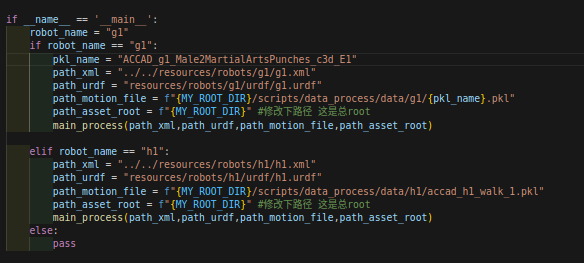 if __name__ == '__main__':
    robot_name = "g1"
    if robot_name == "g1":
        pkl_name = "ACCAD_g1_Male2MartialArtsPunches_c3d_E1"
        path_xml = "../../resources/robots/g1/g1.xml"
        path_urdf = "resources/robots/g1/urdf/g1.urdf"
        path_motion_file = f"{MY_ROOT_DIR}/scripts/data_process/data/g1/{pkl_name}.pkl"
        path_asset_root = f"{MY_ROOT_DIR}" #修改下路径 这是总root
        main_process(path_xml,path_urdf,path_motion_file,path_asset_root)
    elif robot_name == "h1":
        path_xml = "../../resources/robots/h1/h1.xml"
        path_urdf = "resources/robots/h1/urdf/h1.urdf"
        path_motion_file = f"{MY_ROOT_DIR}/scripts/data_process/data/h1/accad_h1_walk_1.pkl"
        path_asset_root = f"{MY_ROOT_DIR}" #修改下路径 这是总root
        main_process(path_xml,path_urdf,path_motion_file,path_asset_root)
    else:
        pass